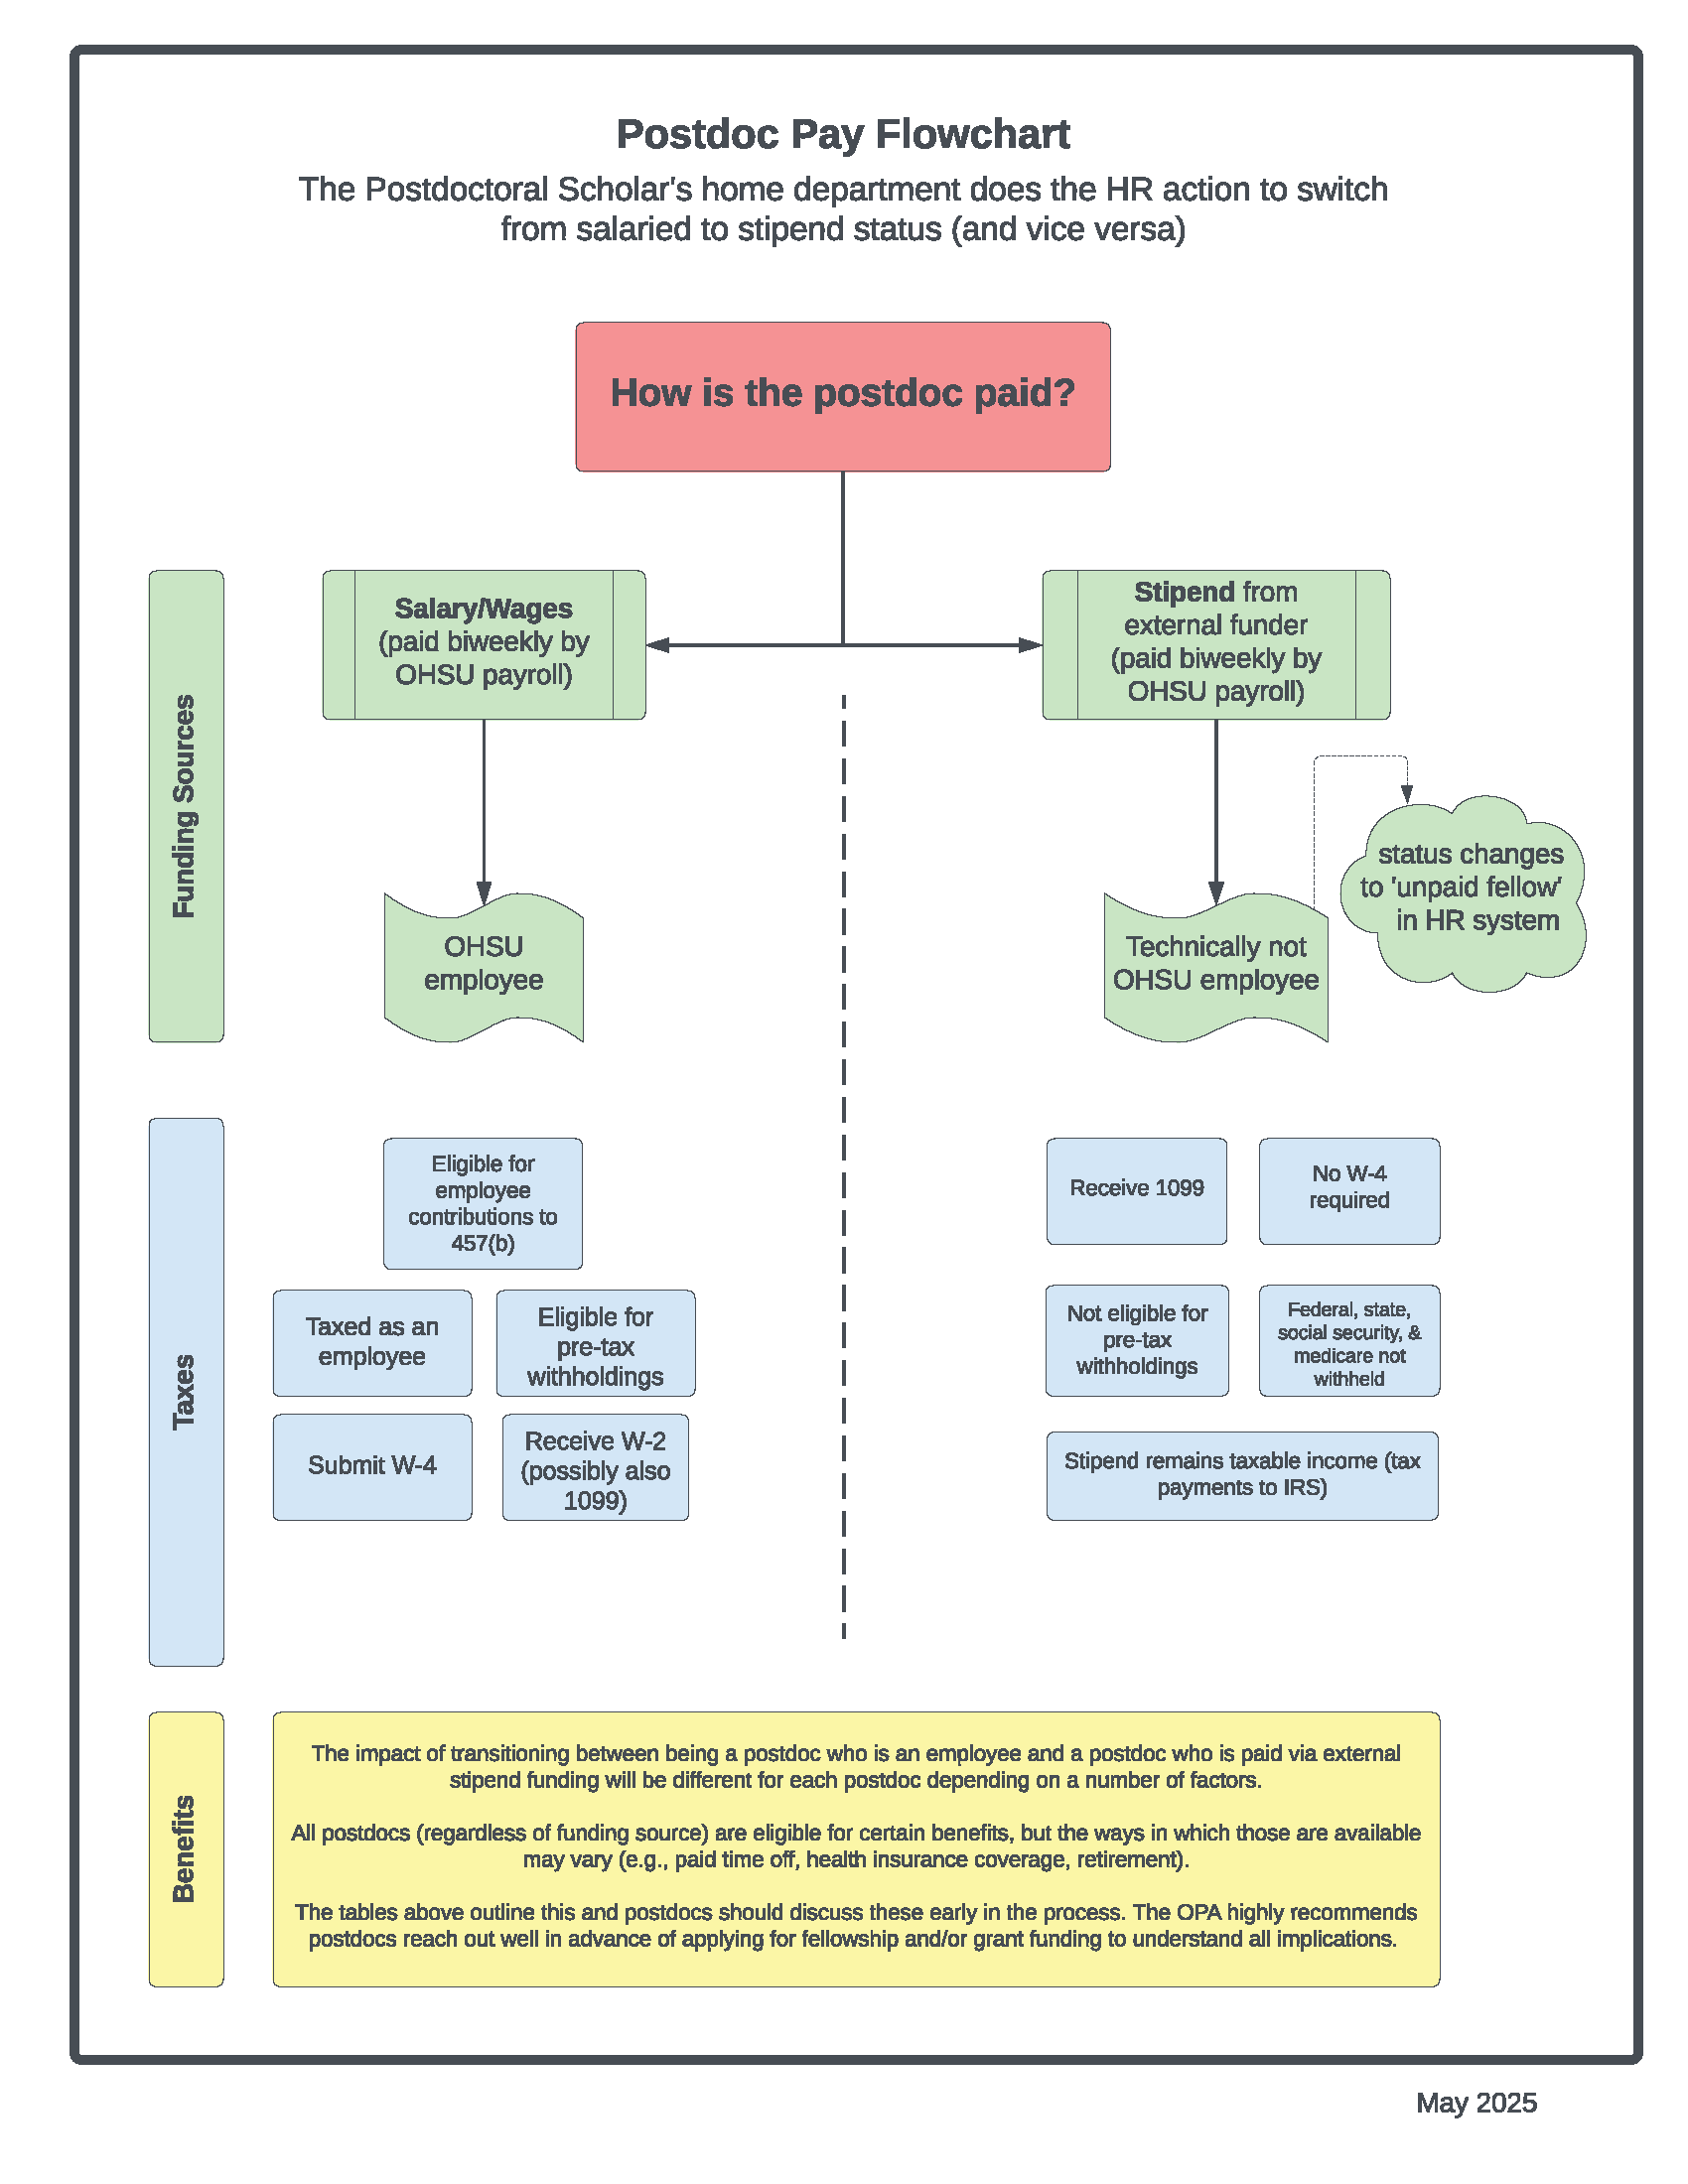 Postdoc Pay Flowchart
The Postdoctoral Scholar's home department does the HR action to switch
from salaried to stipend status (and vice versa)
How is the postdoc paid?
Funding Sources
Salary/Wages
(paid biweekly by
OHSU payroll)
Stipend from
external funder
(paid biweekly by
OHSU payroll)
OHSU
employee
Technically not
OHSU employee
status changes
to 'unpaid fellow'
in HR system
Taxes
Eligible for
employee
contributions to
457(b)
Taxed as an
employee
Eligible for
pre-tax
withholdings
Submit W-4
Receive W-2
(possibly also
1099)
Receive 1099
No W-4
required
Not eligible for
pre-tax
withholdings
Federal, state,
social security, &
medicare not
withheld
Stipend remains taxable income (tax
payments to IRS)
Benefits
The impact of transitioning between being a postdoc who is an employee and a postdoc who is paid via external
stipend funding will be different for each postdoc depending on a number of factors.
All postdocs (regardless of funding source) are eligible for certain benefits, but the ways in which those are available
may vary (e.g., paid time off, health insurance coverage, retirement).
The tables above outline this and postdocs should discuss these early in the process. The OPA highly recommends
postdocs reach out well in advance of applying for fellowship and/or grant funding to understand all implications.
May 2025